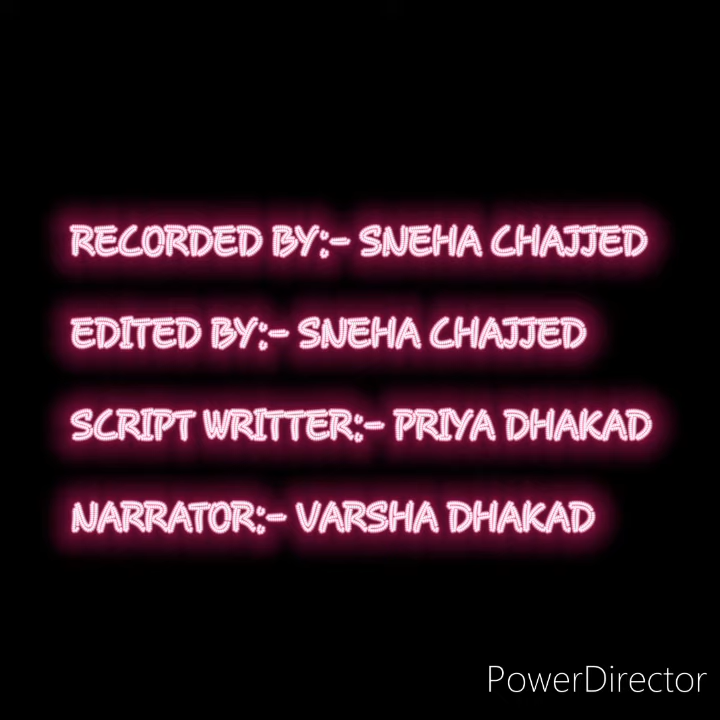 RECORDED BY:- SNEHA CHAJJED
EDITED BY:- SNEHA CHAJJED
SCRIPT WRITTER:- PRIYA DHAKAD
NARRATOR:- VARSHA DHAKAD
PowerDirector